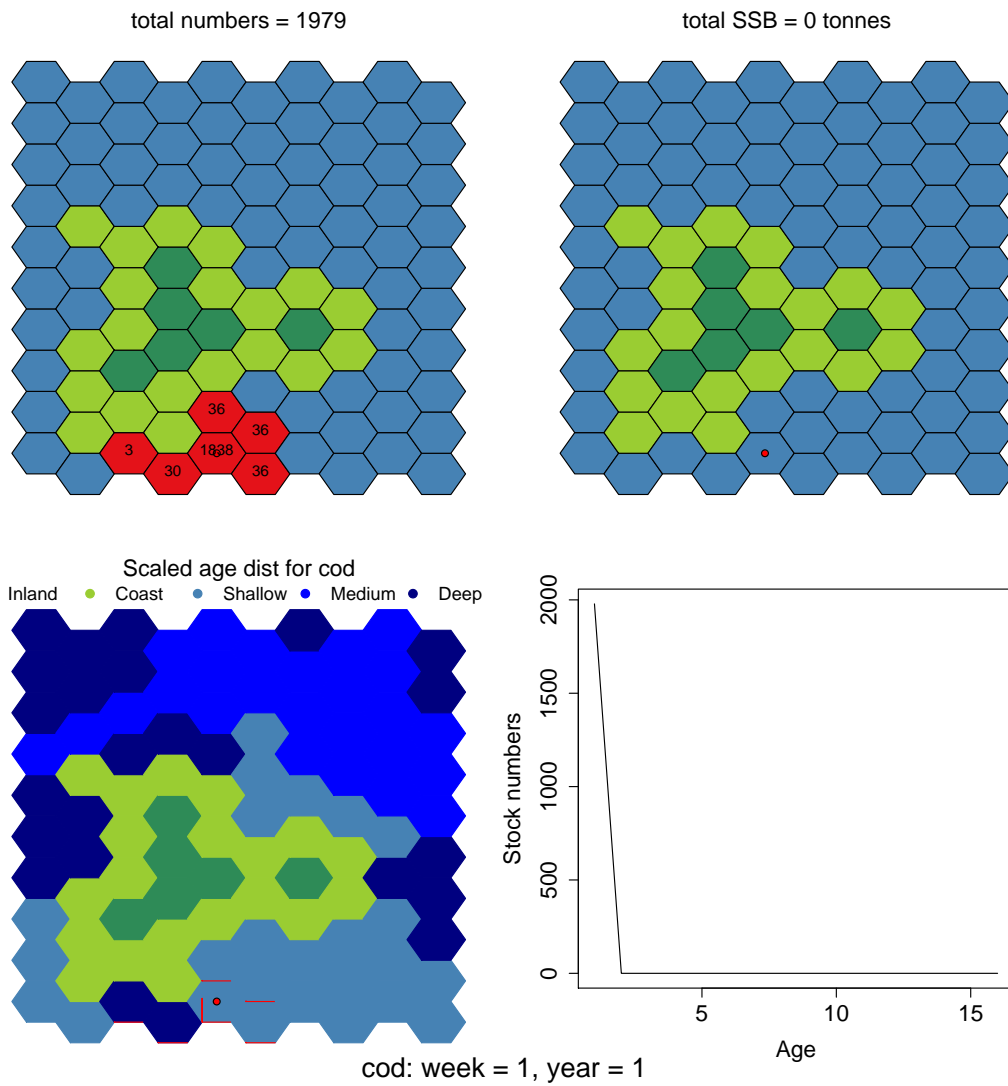 total numbers = 1979
total SSB = 0 tonnes
36
36
3
1838
30
36
Scaled age dist for cod
Inland Coast Shallow Medium Deep
2000
1500
1000
500
0
Stock numbers
5 10 15
Age
cod: week = 1, year = 1